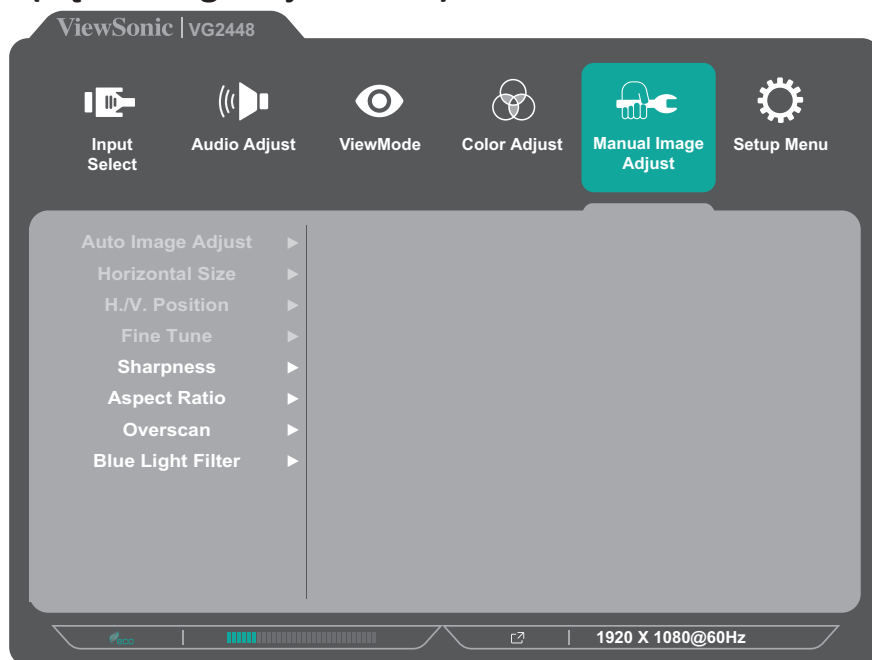 ViewSonic | VG2448
Input Select
Audio Adjust
ViewMode
Color Adjust
Manual Image Adjust
Setup Menu
Auto Image Adjust
Horizontal Size
H./V. Position
Fine Tune
Sharpness
Aspect Ratio
Overscan
Blue Light Filter
eco
1920 X 1080@60Hz